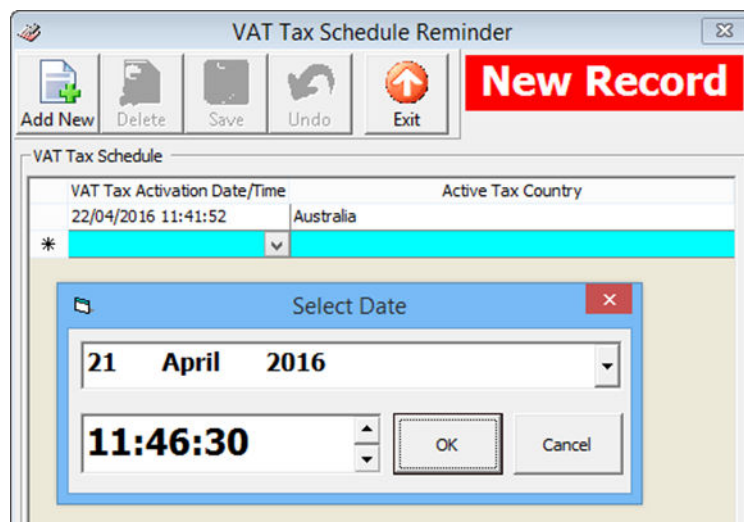 VAT Tax Schedule Reminder
New Record
Add New Delete Save Undo Exit
VAT Tax Schedule
VAT Tax Activation Date/Time Active Tax Country
22/04/2016 11:41:52 Australia
Select Date
21 April 2016
11:46:30 OK Cancel